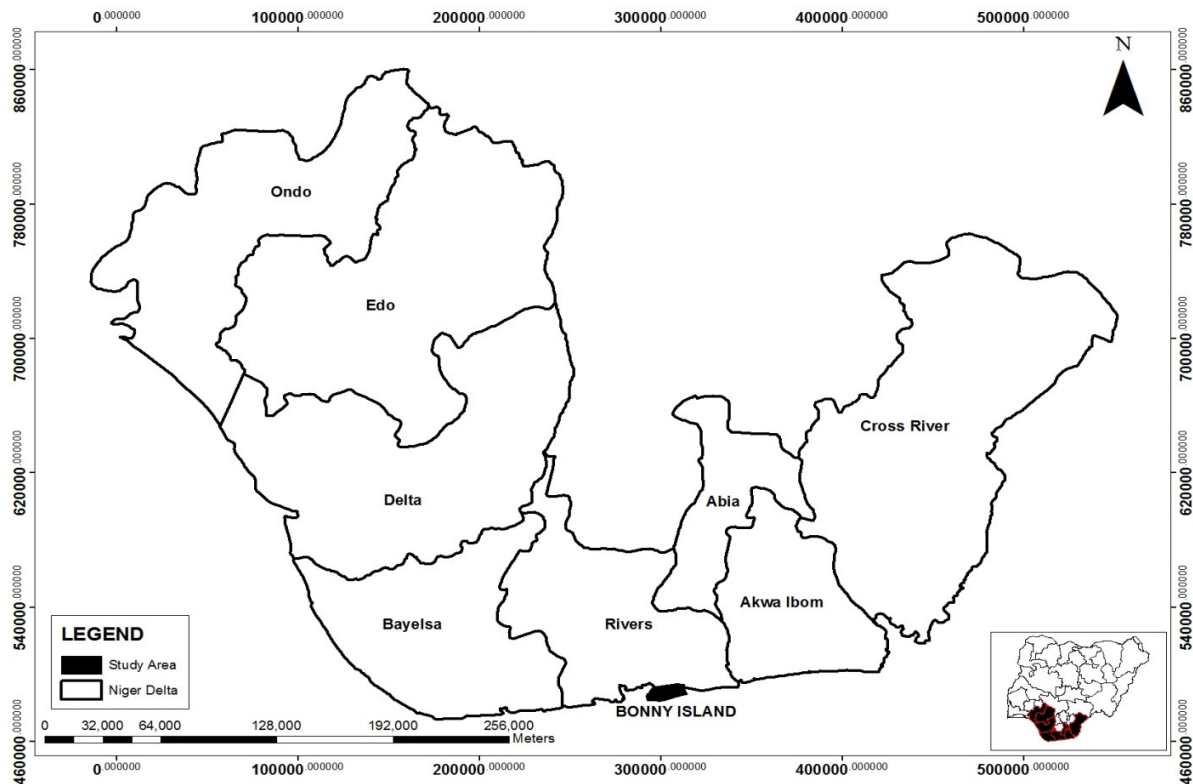 0.000000 100000.000000 200000.000000 300000.000000 400000.000000 500000.000000
N
860000.000000 860000.000000
780000.000000 780000.000000
700000.000000 700000.000000
620000.000000 620000.000000
540000.000000 540000.000000
460000.000000 460000.000000
Ondo
Edo
Cross River
Delta
Abia
Akwa Ibom
Bayelsa
Rivers
BONNY ISLAND
LEGEND
Study Area
Niger Delta
0 32,000 64,000 128,000 192,000 256,000
Meters
0.000000 100000.000000 200000.000000 300000.000000 400000.000000 500000.000000